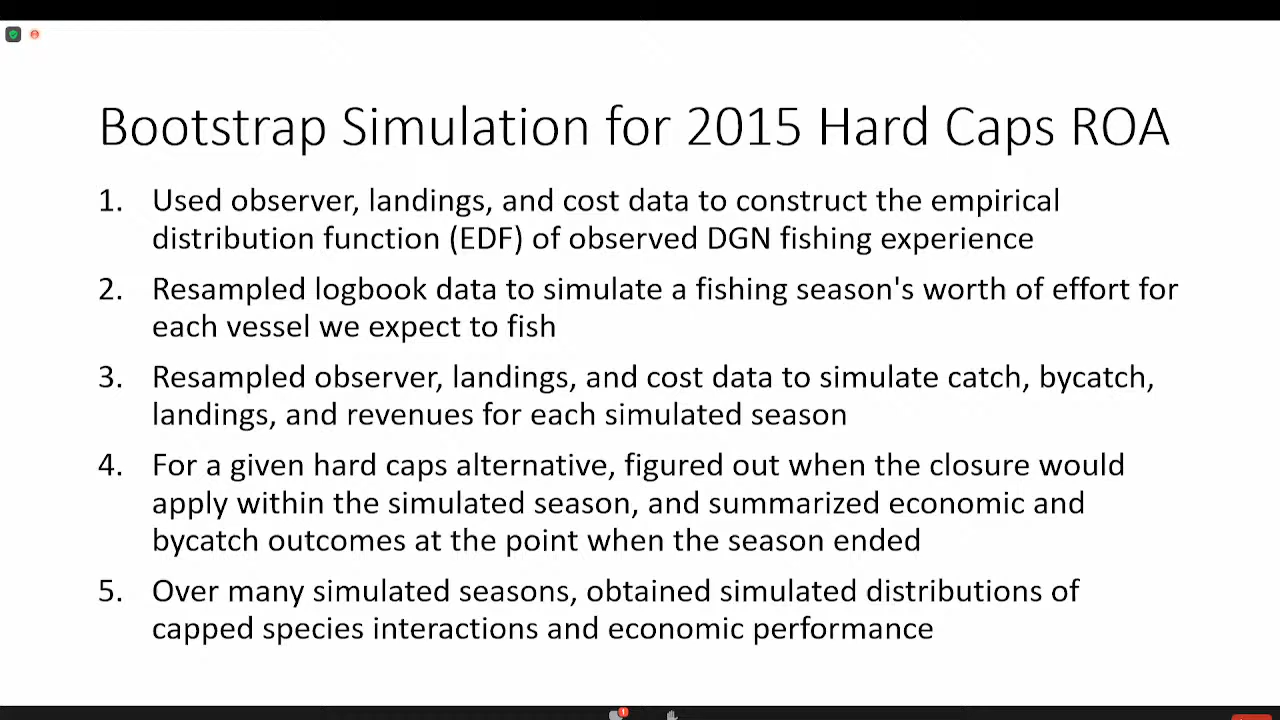 Bootstrap Simulation for 2015 Hard Caps ROA
1. Used observer, landings, and cost data to construct the empirical
distribution function (EDF) of observed DGN fishing experience
2. Resampled logbook data to simulate a fishing season's worth of effort for
each vessel we expect to fish
3. Resampled observer, landings, and cost data to simulate catch, bycatch,
landings, and revenues for each simulated season
4. For a given hard caps alternative, figured out when the closure would
apply within the simulated season, and summarized economic and
bycatch outcomes at the point when the season ended
5. Over many simulated seasons, obtained simulated distributions of
capped species interactions and economic performance
1